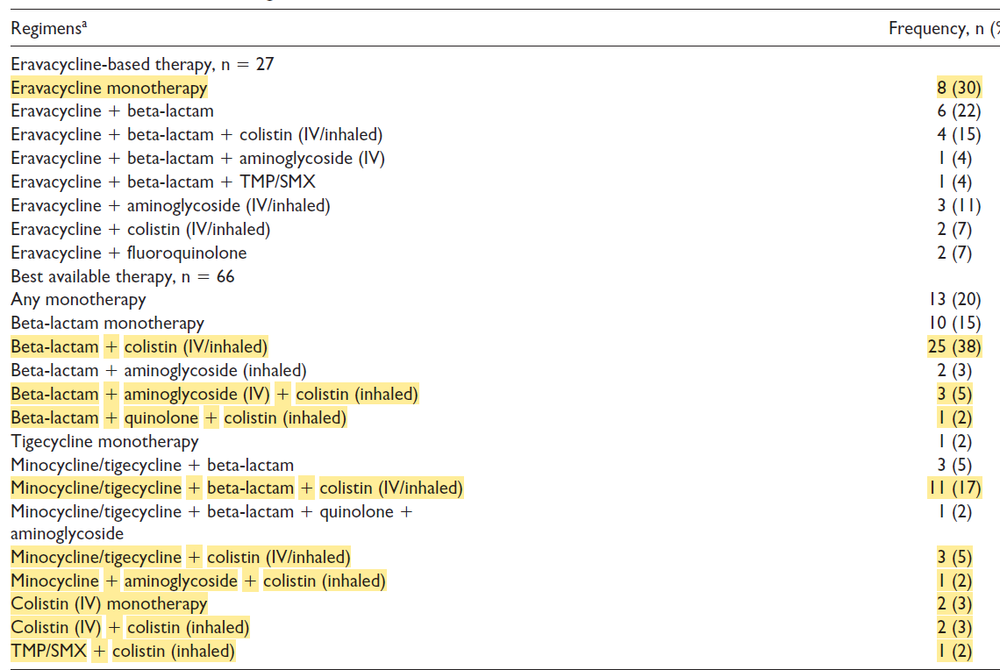 Regimensa Frequency, n (%
Eravacycline-based therapy, n = 27
Eravacycline monotherapy 8 (30)
Eravacycline + beta-lactam 6 (22)
Eravacycline + beta-lactam + colistin (IV/inhaled) 4 (15)
Eravacycline + beta-lactam + aminoglycoside (IV) 1 (4)
Eravacycline + beta-lactam + TMP/SMX 1 (4)
Eravacycline + aminoglycoside (IV/inhaled) 3 (11)
Eravacycline + colistin (IV/inhaled) 2 (7)
Eravacycline + fluoroquinolone 2 (7)
Best available therapy, n = 66
Any monotherapy 13 (20)
Beta-lactam monotherapy 10 (15)
Beta-lactam + colistin (IV/inhaled) 25 (38)
Beta-lactam + aminoglycoside (inhaled) 2 (3)
Beta-lactam + aminoglycoside (IV) + colistin (inhaled) 3 (5)
Beta-lactam + quinolone + colistin (inhaled) 1 (2)
Tigecycline monotherapy 1 (2)
Minocycline/tigecycline + beta-lactam 3 (5)
Minocycline/tigecycline + beta-lactam + colistin (IV/inhaled) 11 (17)
Minocycline/tigecycline + beta-lactam + quinolone + 1 (2)
aminoglycoside
Minocycline/tigecycline + colistin (IV/inhaled) 3 (5)
Minocycline + aminoglycoside + colistin (inhaled) 1 (2)
Colistin (IV) monotherapy 2 (3)
Colistin (IV) + colistin (inhaled) 2 (3)
TMP/SMX + colistin (inhaled) 1 (2)